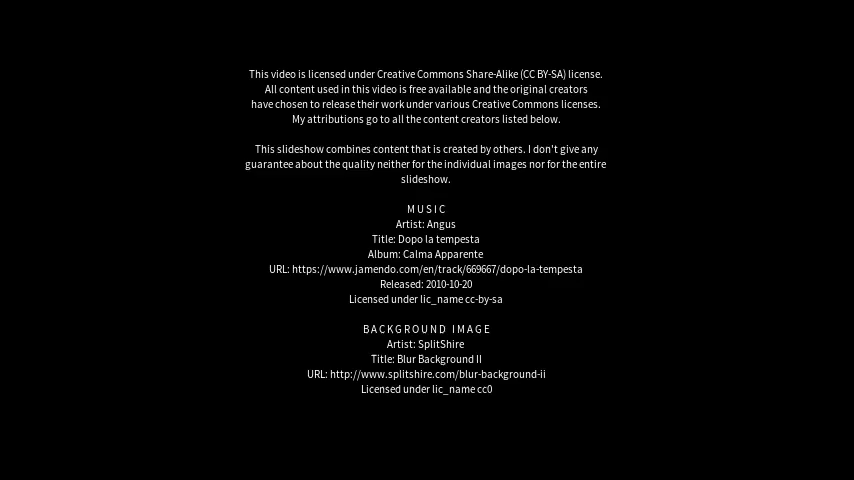 This video is licensed under Creative Commons Share-Alike (CC BY-SA) license.
All content used in this video is free available and the original creators
have chosen to release their work under various Creative Commons licenses.
My attributions go to all the content creators listed below.
This slideshow combines content that is created by others. I don't give any
guarantee about the quality neither for the individual images nor for the entire
slideshow.
MUSIC
Artist: Angus
Title: Dopo la tempesta
Album: Calma Apparente
URL: https://www.jamendo.com/en/track/669667/dopo-la-tempesta
Released: 2010-10-20
Licensed under lic_name cc-by-sa
BACKGROUND IMAGE
Artist: SplitShire
Title: Blur Background II
URL: http://www.splitshire.com/blur-background-ii
Licensed under lic_name cc0